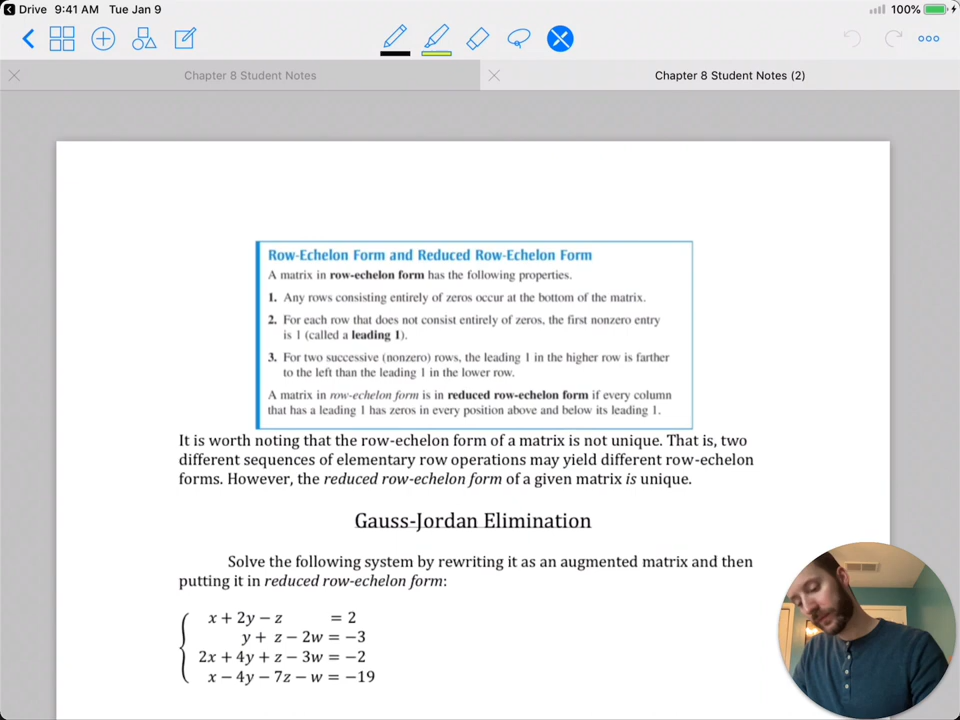 Drive 9:41 AM Tue Jan 9 100%
Chapter 8 Student Notes
Chapter 8 Student Notes (2)
Row-Echelon Form and Reduced Row-Echelon Form
A matrix in row-echelon form has the following properties.
1. Any rows consisting entirely of zeros occur at the bottom of the matrix.
2. For each row that does not consist entirely of zeros, the first nonzero entry
is 1 (called a leading 1).
3. For two successive (nonzero) rows, the leading 1 in the higher row is farther
to the left than the leading 1 in the lower row.
A matrix in row-echelon form is in reduced row-echelon form if every column
that has a leading 1 has zeros in every position above and below its leading 1.
It is worth noting that the row-echelon form of a matrix is not unique. That is, two
different sequences of elementary row operations may yield different row-echelon
forms. However, the reduced row-echelon form of a given matrix is unique.
Gauss-Jordan Elimination
Solve the following system by rewriting it as an augmented matrix and then
putting it in reduced row-echelon form:
x + 2y − z = 2
y + z − 2w = −3
2x + 4y + z − 3w = −2
x − 4y − 7z − w = −19